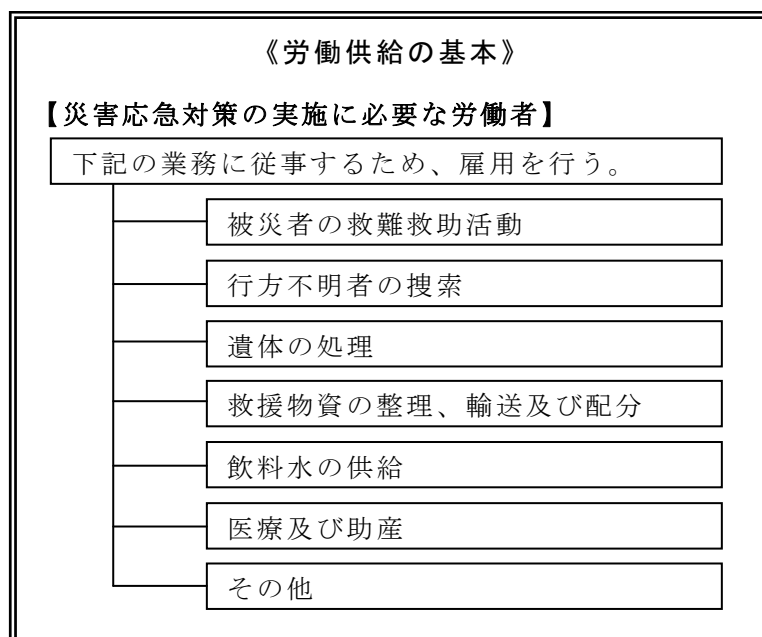 《労働供給の基本》
【災害応急対策の実施に必要な労働者】
下記の業務に従事するため、雇用を行う。
被災者の救難救助活動
行方不明者の捜索
遺体の処理
救援物資の整理、輸送及び配分
飲料水の供給
医療及び助産
その他